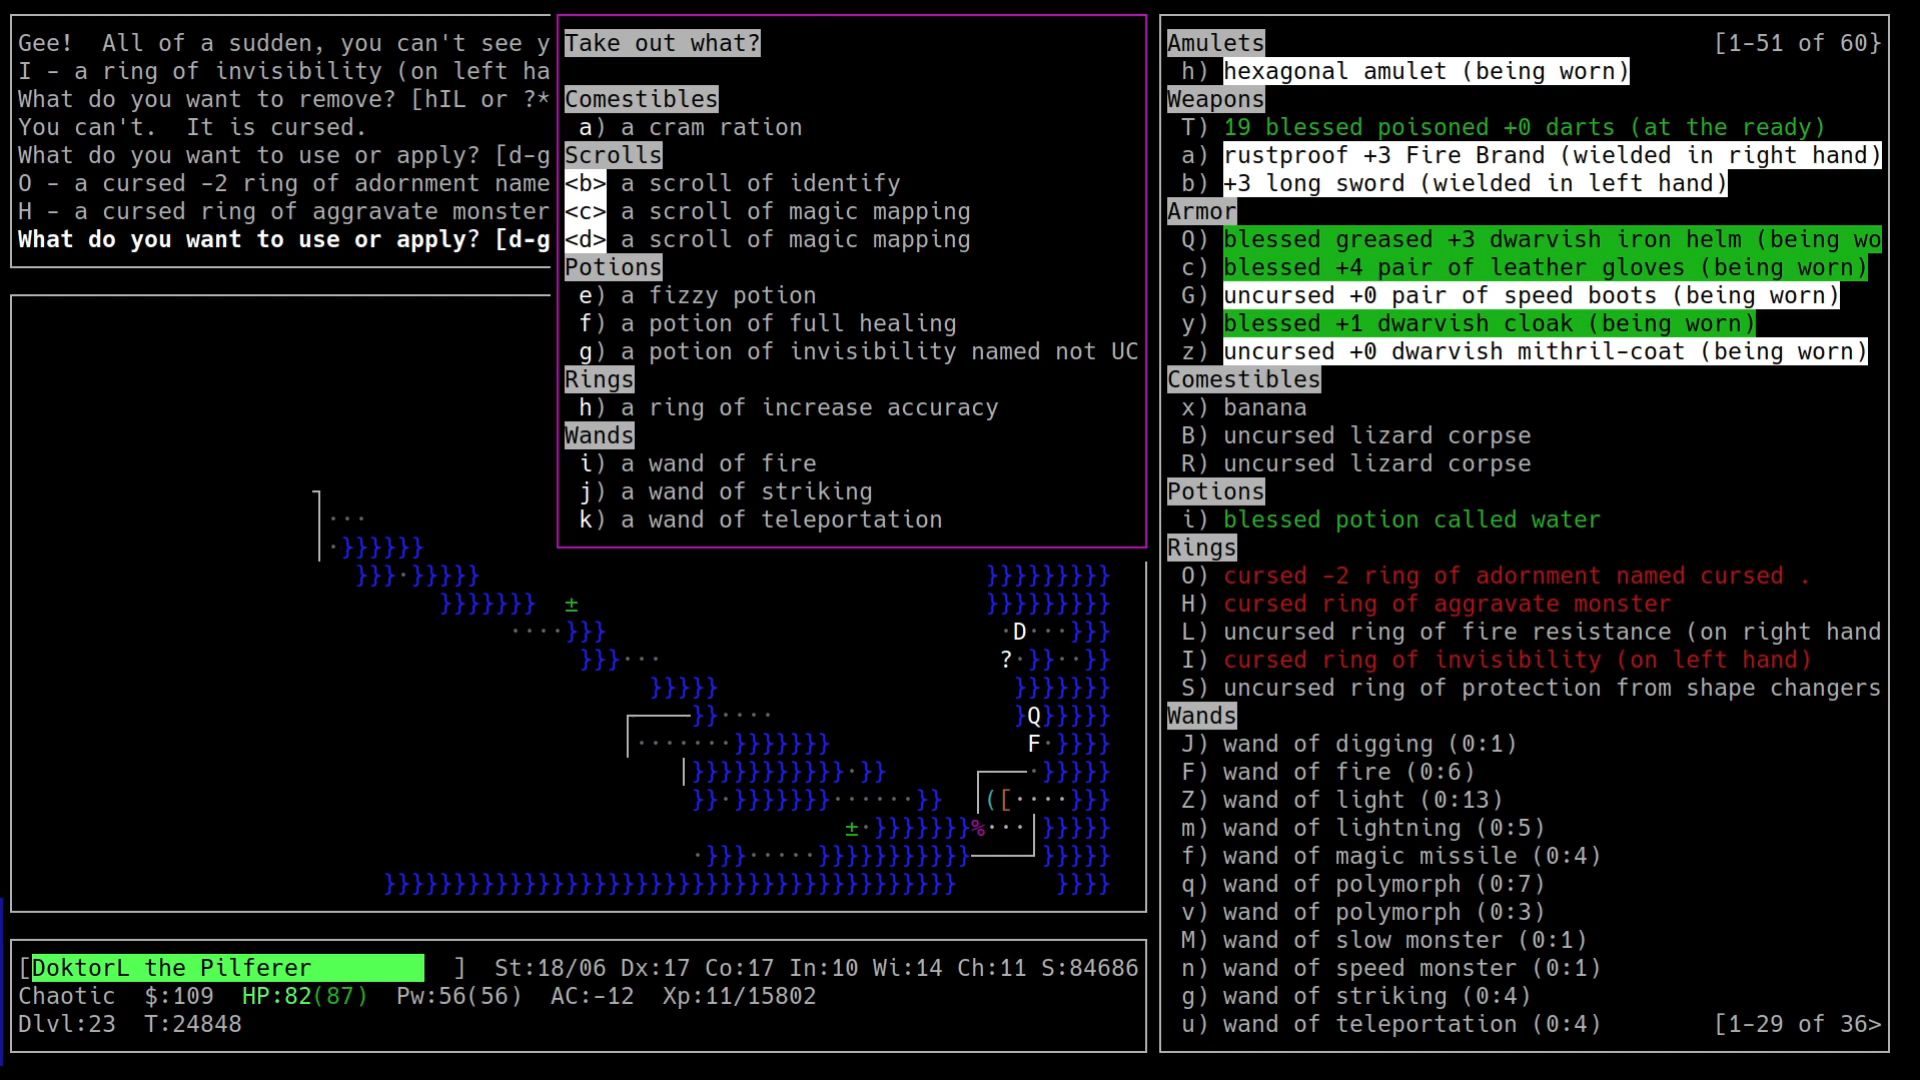 Gee!  All of a sudden, you can't see y
I - a ring of invisibility (on left ha
What do you want to remove? [hIL or ?*
You can't.  It is cursed.
What do you want to use or apply? [d-g
O - a cursed -2 ring of adornment name
H - a cursed ring of aggravate monster
What do you want to use or apply? [d-g
Take out what?
Comestibles
a) a cram ration
Scrolls
<b> a scroll of identify
<c> a scroll of magic mapping
<d> a scroll of magic mapping
Potions
e) a fizzy potion
f) a potion of full healing
g) a potion of invisibility named not UC
Rings
h) a ring of increase accuracy
Wands
i) a wand of fire
j) a wand of striking
k) a wand of teleportation
Amulets [1-51 of 60}
h) hexagonal amulet (being worn)
Weapons
T) 19 blessed poisoned +0 darts (at the ready)
a) rustproof +3 Fire Brand (wielded in right hand)
b) +3 long sword (wielded in left hand)
Armor
Q) blessed greased +3 dwarvish iron helm (being wo
c) blessed +4 pair of leather gloves (being worn)
G) uncursed +0 pair of speed boots (being worn)
y) blessed +1 dwarvish cloak (being worn)
z) uncursed +0 dwarvish mithril-coat (being worn)
Comestibles
x) banana
B) uncursed lizard corpse
R) uncursed lizard corpse
Potions
i) blessed potion called water
Rings
O) cursed -2 ring of adornment named cursed .
H) cursed ring of aggravate monster
L) uncursed ring of fire resistance (on right hand
I) cursed ring of invisibility (on left hand)
S) uncursed ring of protection from shape changers
Wands
J) wand of digging (0:1)
F) wand of fire (0:6)
Z) wand of light (0:13)
m) wand of lightning (0:5)
f) wand of magic missile (0:4)
q) wand of polymorph (0:7)
v) wand of polymorph (0:3)
M) wand of slow monster (0:1)
n) wand of speed monster (0:1)
g) wand of striking (0:4)
u) wand of teleportation (0:4) [1-29 of 36>
···
·}}}}}}
}}}·}}}}} }}}}}}}}}
}}}}}}} ± }}}}}}}}}
····}}} ·D···}}}
}}}··· ?·}}··}}
}}}}} }}}}}}}
}}···· }Q}}}}}
·······}}}}}}} F·}}}}
}}}}}}}}}}}·}} ·}}}}}
}}·}}}}}}}······}} ([····}}}
±·}}}}}}}%··· }}}}}
·}}}·····}}}}}}}}}}} }}}}}
}}}}}}}}}}}}}}}}}}}}}}}}}}}}}}}}}}}}}}}}} }}}}
[DoktorL the Pilferer ] St:18/06 Dx:17 Co:17 In:10 Wi:14 Ch:11 S:84686
Chaotic $:109 HP:82(87) Pw:56(56) AC:-12 Xp:11/15802
Dlvl:23 T:24848